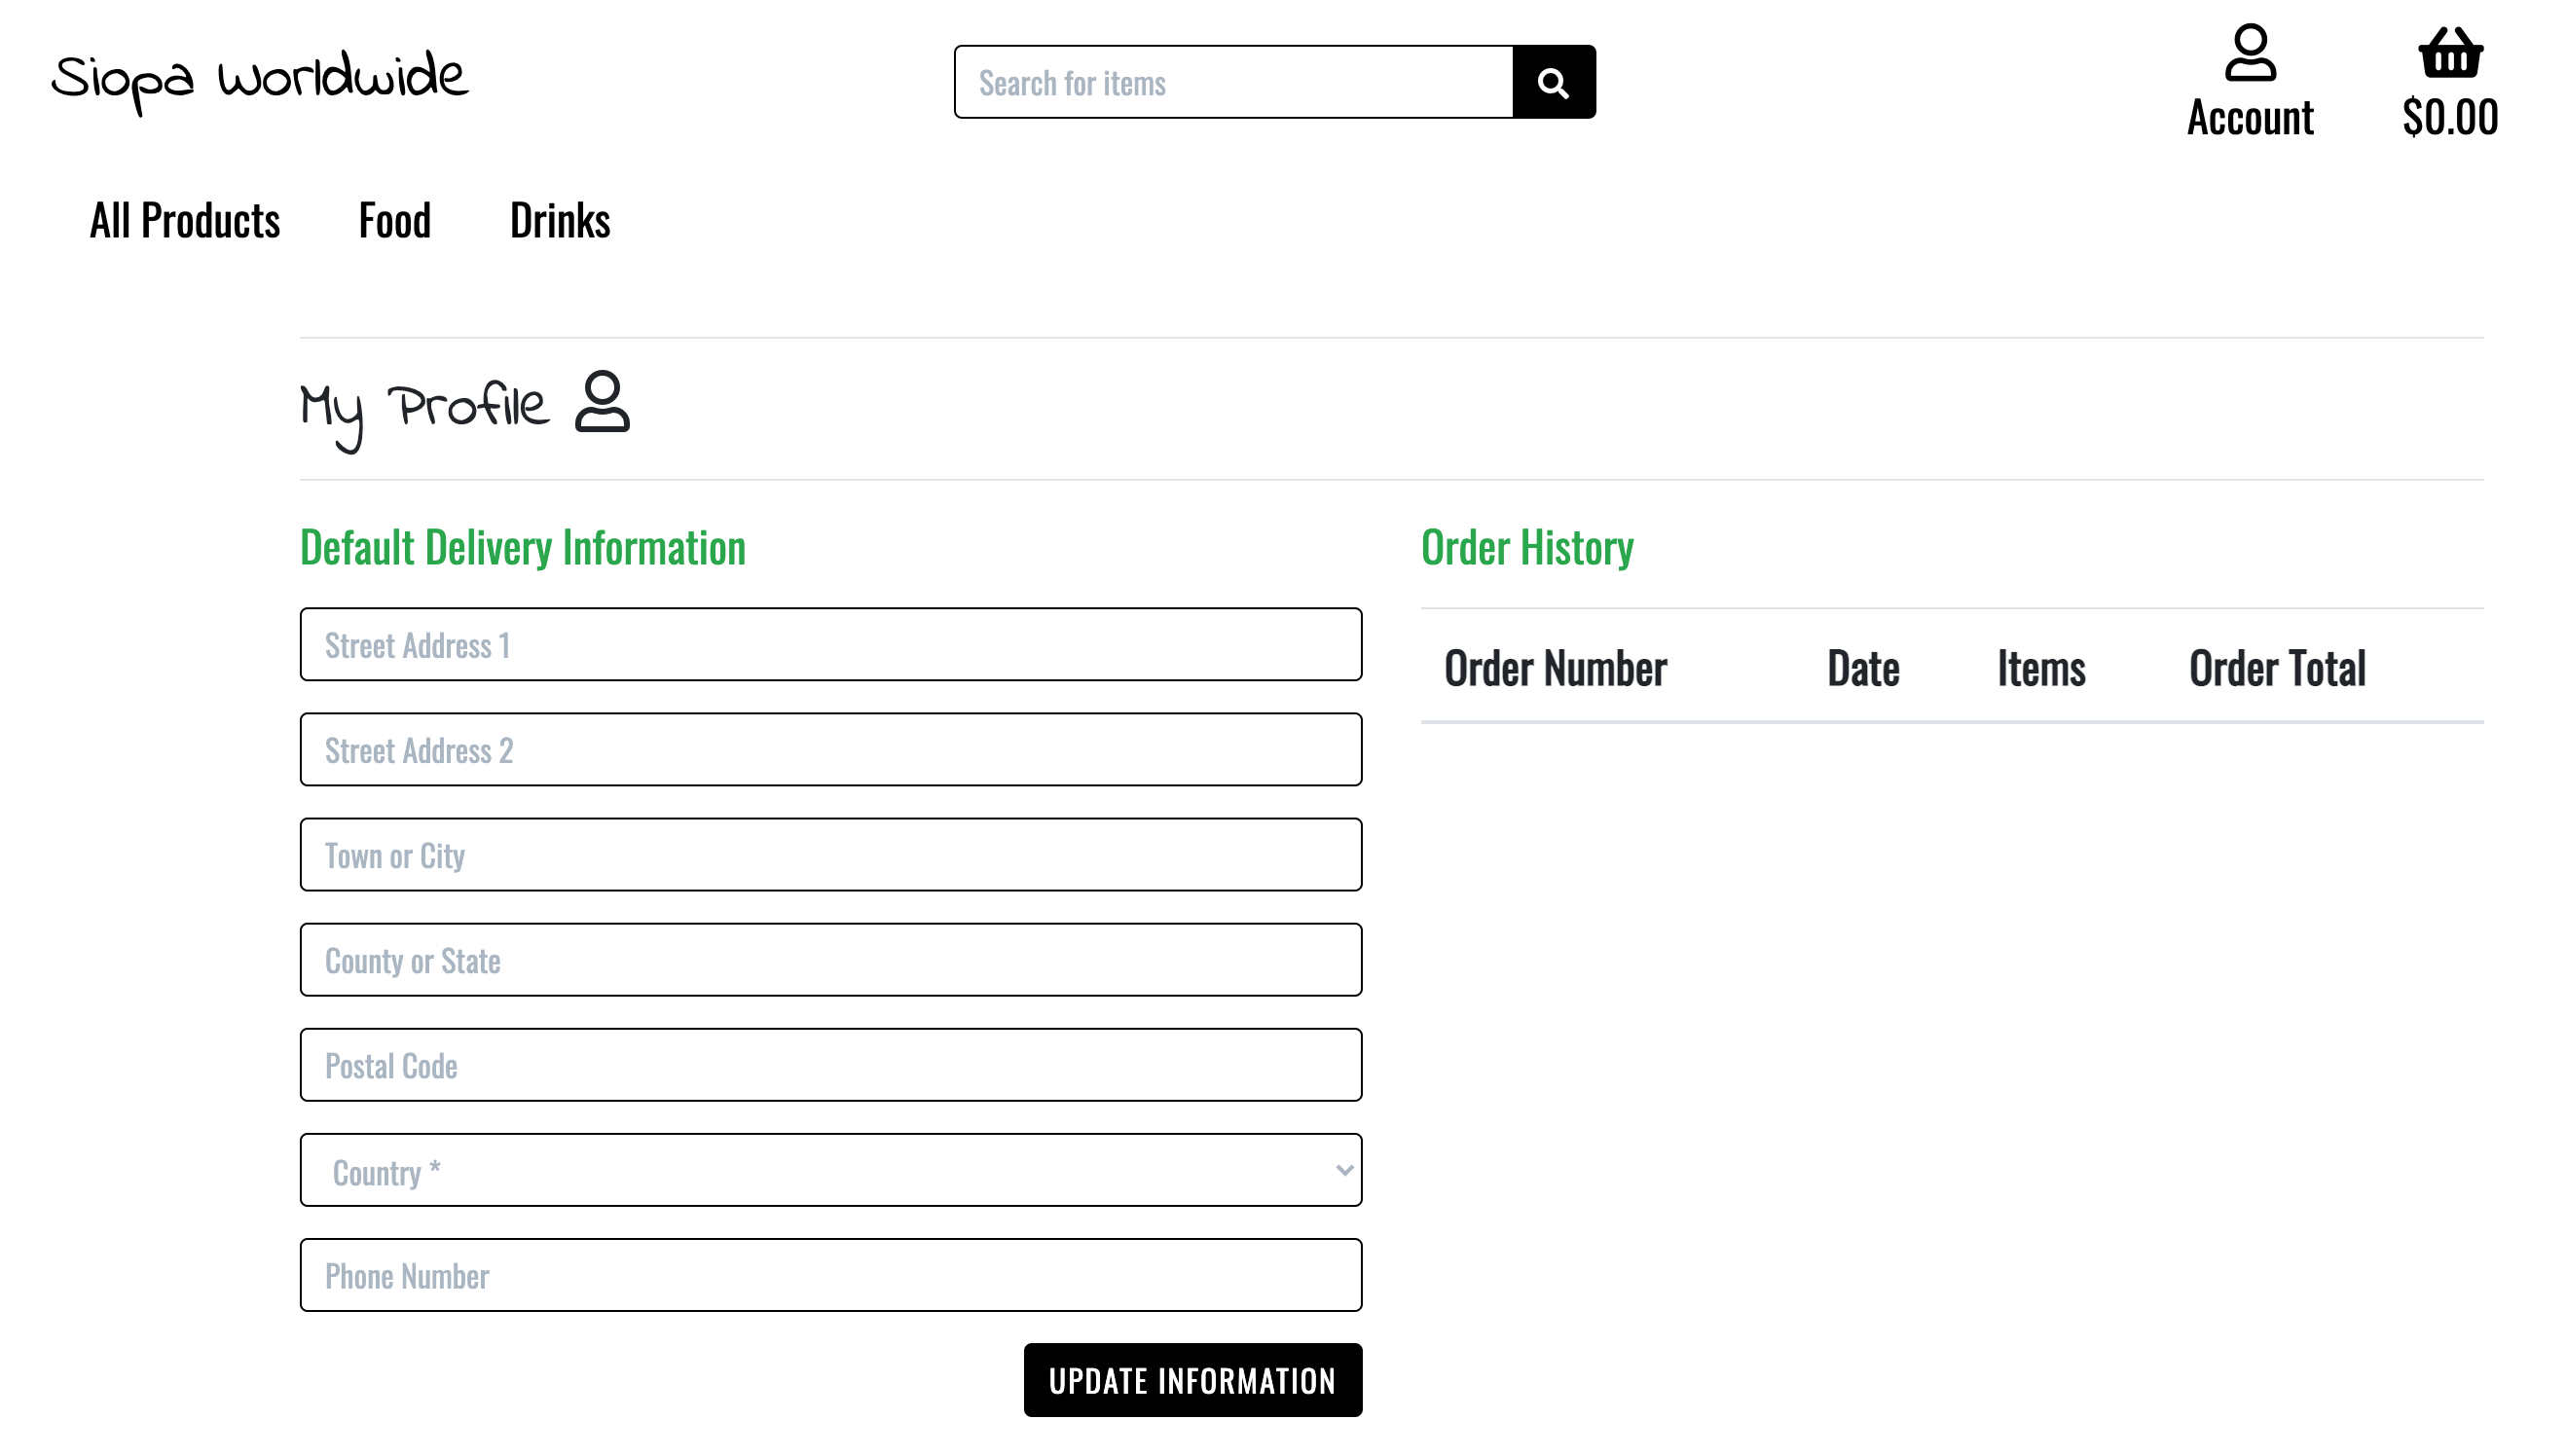 Siopa Worldwide
Search for items
Account
$0.00
All Products Food Drinks
My Profile
Default Delivery Information
Street Address 1
Street Address 2
Town or City
County or State
Postal Code
Country *
Phone Number
UPDATE INFORMATION
Order History
Order Number Date Items Order Total